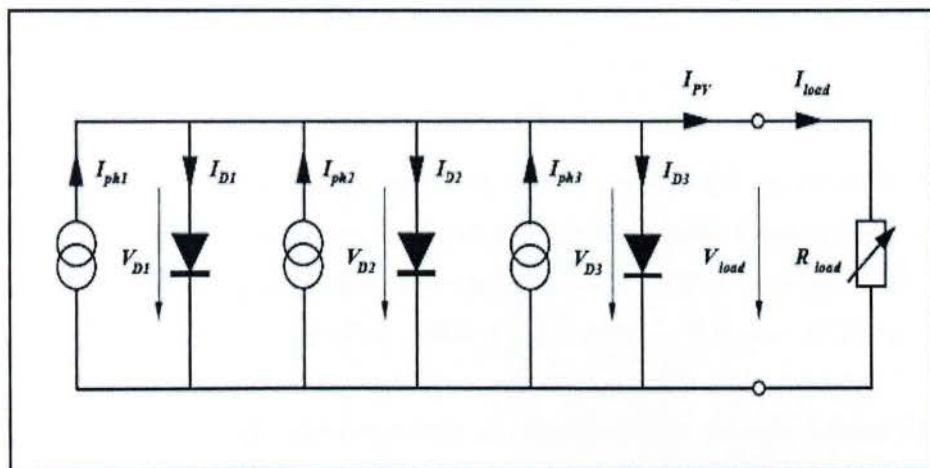 I_PV I_load
I_ph1 I_D1 I_ph2 I_D2 I_ph3 I_D3
V_D1 V_D2 V_D3 V_load R_load